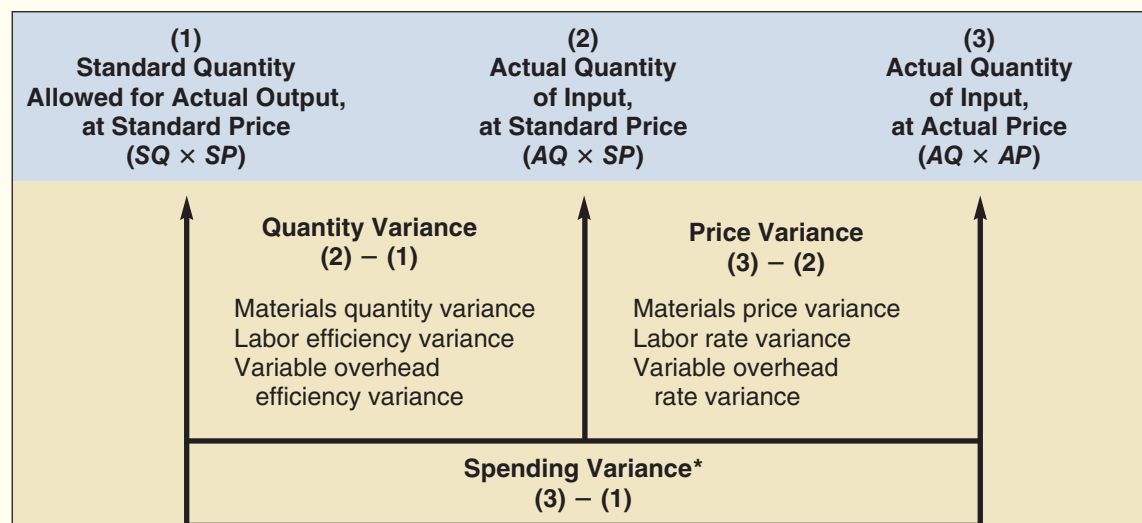 (1)
Standard Quantity
Allowed for Actual Output,
at Standard Price
(SQ × SP)
(2)
Actual Quantity
of Input,
at Standard Price
(AQ × SP)
(3)
Actual Quantity
of Input,
at Actual Price
(AQ × AP)
Quantity Variance
(2) − (1)
Materials quantity variance
Labor efficiency variance
Variable overhead
efficiency variance
Price Variance
(3) − (2)
Materials price variance
Labor rate variance
Variable overhead
rate variance
Spending Variance*
(3) − (1)